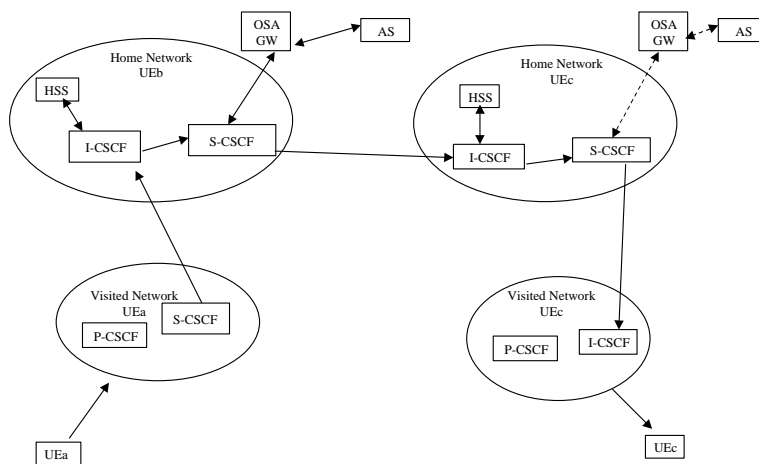 OSA
GW
AS
Home Network
UEb
HSS
I-CSCF
S-CSCF
OSA
GW
AS
Home Network
UEc
HSS
I-CSCF
S-CSCF
Visited Network
UEa
P-CSCF
S-CSCF
Visited Network
UEc
P-CSCF
I-CSCF
UEa
UEc